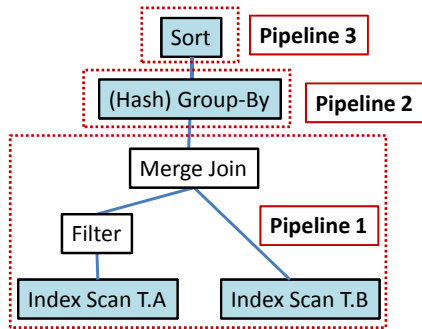 Sort
Pipeline 3
(Hash) Group-By
Pipeline 2
Merge Join
Filter
Pipeline 1
Index Scan T.A
Index Scan T.B